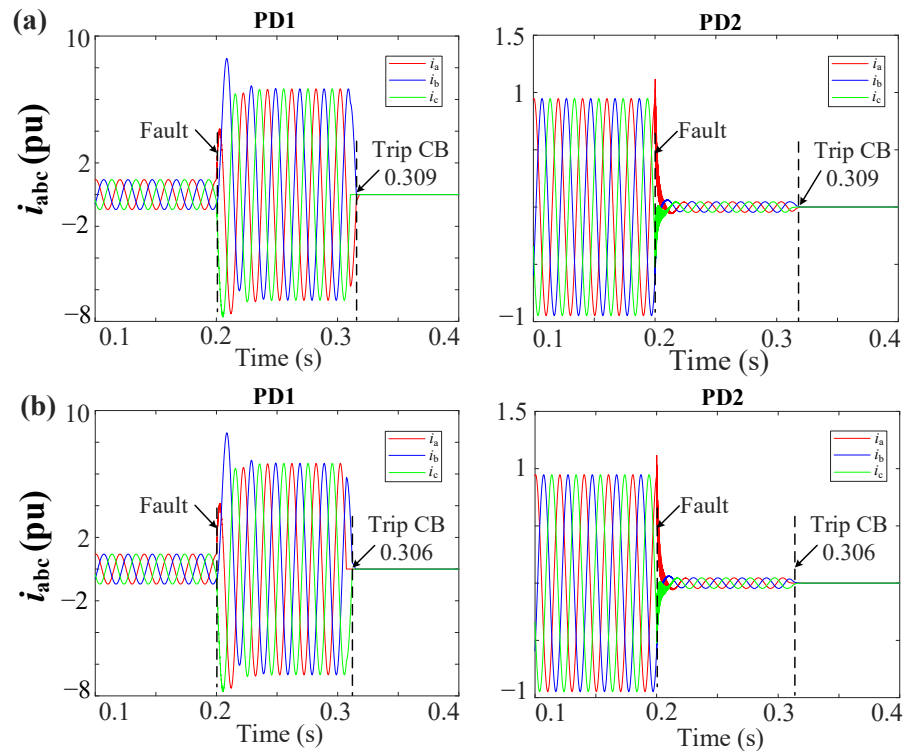 (a)
PD1
10
2
−2
−8
i_abc (pu)
i_a
i_b
i_c
Fault
Trip CB
0.309
0.1
0.2
0.3
0.4
Time (s)
PD2
1.5
1
−1
i_a
i_b
i_c
Fault
Trip CB
0.309
0.1
0.2
0.3
0.4
Time (s)
(b)
PD1
10
2
−2
−8
i_abc (pu)
i_a
i_b
i_c
Fault
Trip CB
0.306
0.1
0.2
0.3
0.4
Time (s)
PD2
1.5
1
−1
i_a
i_b
i_c
Fault
Trip CB
0.306
0.1
0.2
0.3
0.4
Time (s)